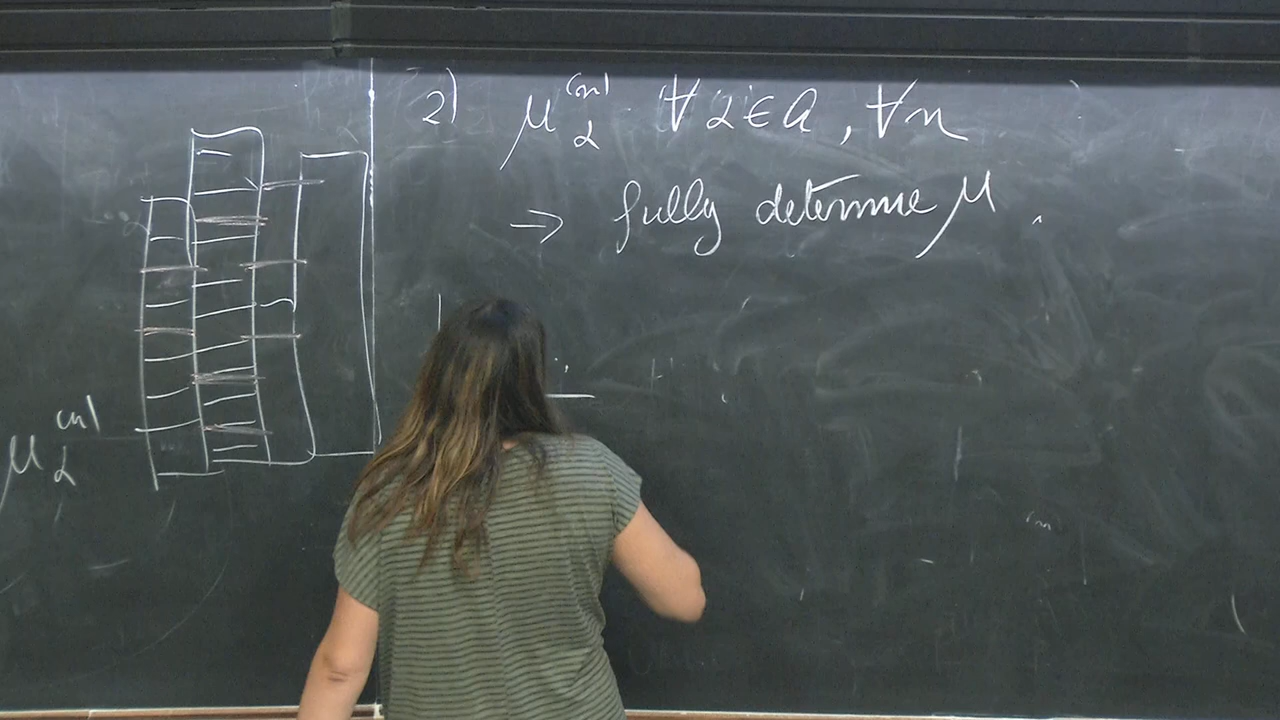 2) μ_α^(n) ∀ α ∈ a, ∀n
→ fully determine μ.
μ_α^(n)